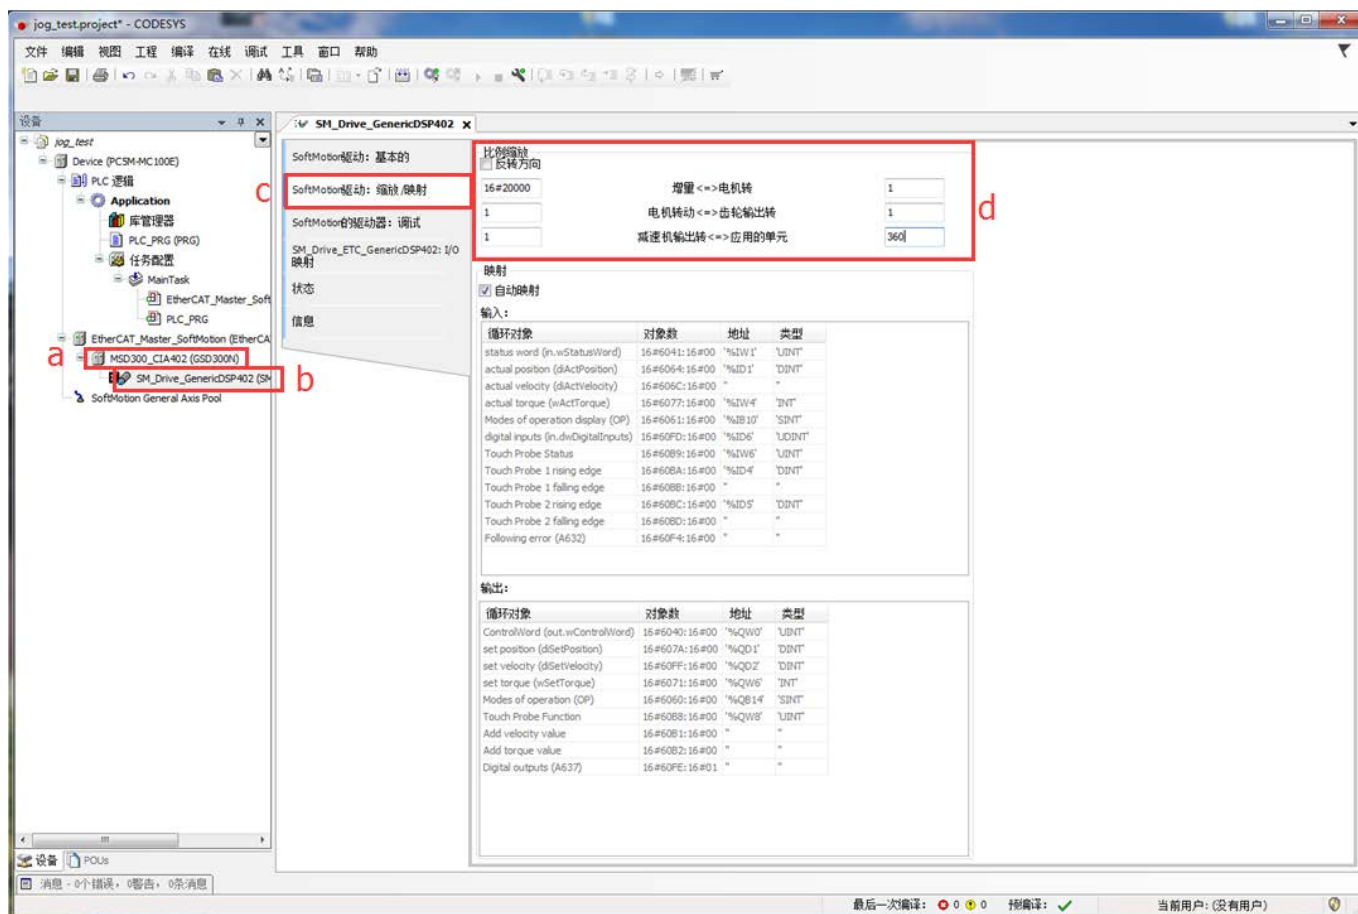 jog_test.project* - CODESYS
文件 编辑 视图 工程 编译 在线 调试 工具 窗口 帮助
设备
jog_test
Device (PCSM-MC100E)
PLC 逻辑
Application
库管理器
PLC_PRG (PRG)
任务配置
MainTask
EtherCAT_Master_Soft
PLC_PRG
EtherCAT_Master_SoftMotion (EtherCA
a
MSD300_CIA402 (GSD300N)
SM_Drive_GenericDSP402 (SM
b
SoftMotion General Axis Pool
设备 POUs
SM_Drive_GenericDSP402
SoftMotion驱动：基本的
c
SoftMotion驱动：缩放/映射
SoftMotion的驱动器：调试
SM_Drive_ETC_GenericDSP402: I/O
映射
状态
信息
比例缩放
反转方向
16#20000 增量<=>电机转 1
1 电机转动<=>齿轮输出转 1
1 减速机输出转<=>应用的单元 360
d
映射
自动映射
输入：
循环对象 对象数 地址 类型
status word (in.wStatusWord) 16#6041:16#00 '%IW1' 'UINT'
actual position (diActPosition) 16#6064:16#00 '%ID1' 'DINT'
actual velocity (diActVelocity) 16#606C:16#00 '' ''
actual torque (wActTorque) 16#6077:16#00 '%IW4' 'INT'
Modes of operation display (OP) 16#6061:16#00 '%IB10' 'SINT'
digital inputs (in.dwDigitalInputs) 16#60FD:16#00 '%ID6' 'UDINT'
Touch Probe Status 16#60B9:16#00 '%IW6' 'UINT'
Touch Probe 1 rising edge 16#60BA:16#00 '%ID4' 'DINT'
Touch Probe 1 falling edge 16#60BB:16#00 '' ''
Touch Probe 2 rising edge 16#60BC:16#00 '%ID5' 'DINT'
Touch Probe 2 falling edge 16#60BD:16#00 '' ''
Following error (A632) 16#60F4:16#00 '' ''
输出：
循环对象 对象数 地址 类型
ControlWord (out.wControlWord) 16#6040:16#00 '%QW0' 'UINT'
set position (diSetPosition) 16#607A:16#00 '%QD1' 'DINT'
set velocity (diSetVelocity) 16#60FF:16#00 '%QD2' 'DINT'
set torque (wSetTorque) 16#6071:16#00 '%QW6' 'INT'
Modes of operation (OP) 16#6060:16#00 '%QB14' 'SINT'
Touch Probe Function 16#60B8:16#00 '%QW8' 'UINT'
Add velocity value 16#60B1:16#00 '' ''
Add torque value 16#60B2:16#00 '' ''
Digital outputs (A637) 16#60FE:16#01 '' ''
消息 - 0个错误，0警告，0条消息
最后一次编译： 0 0 预编译： 当前用户：(没有用户)